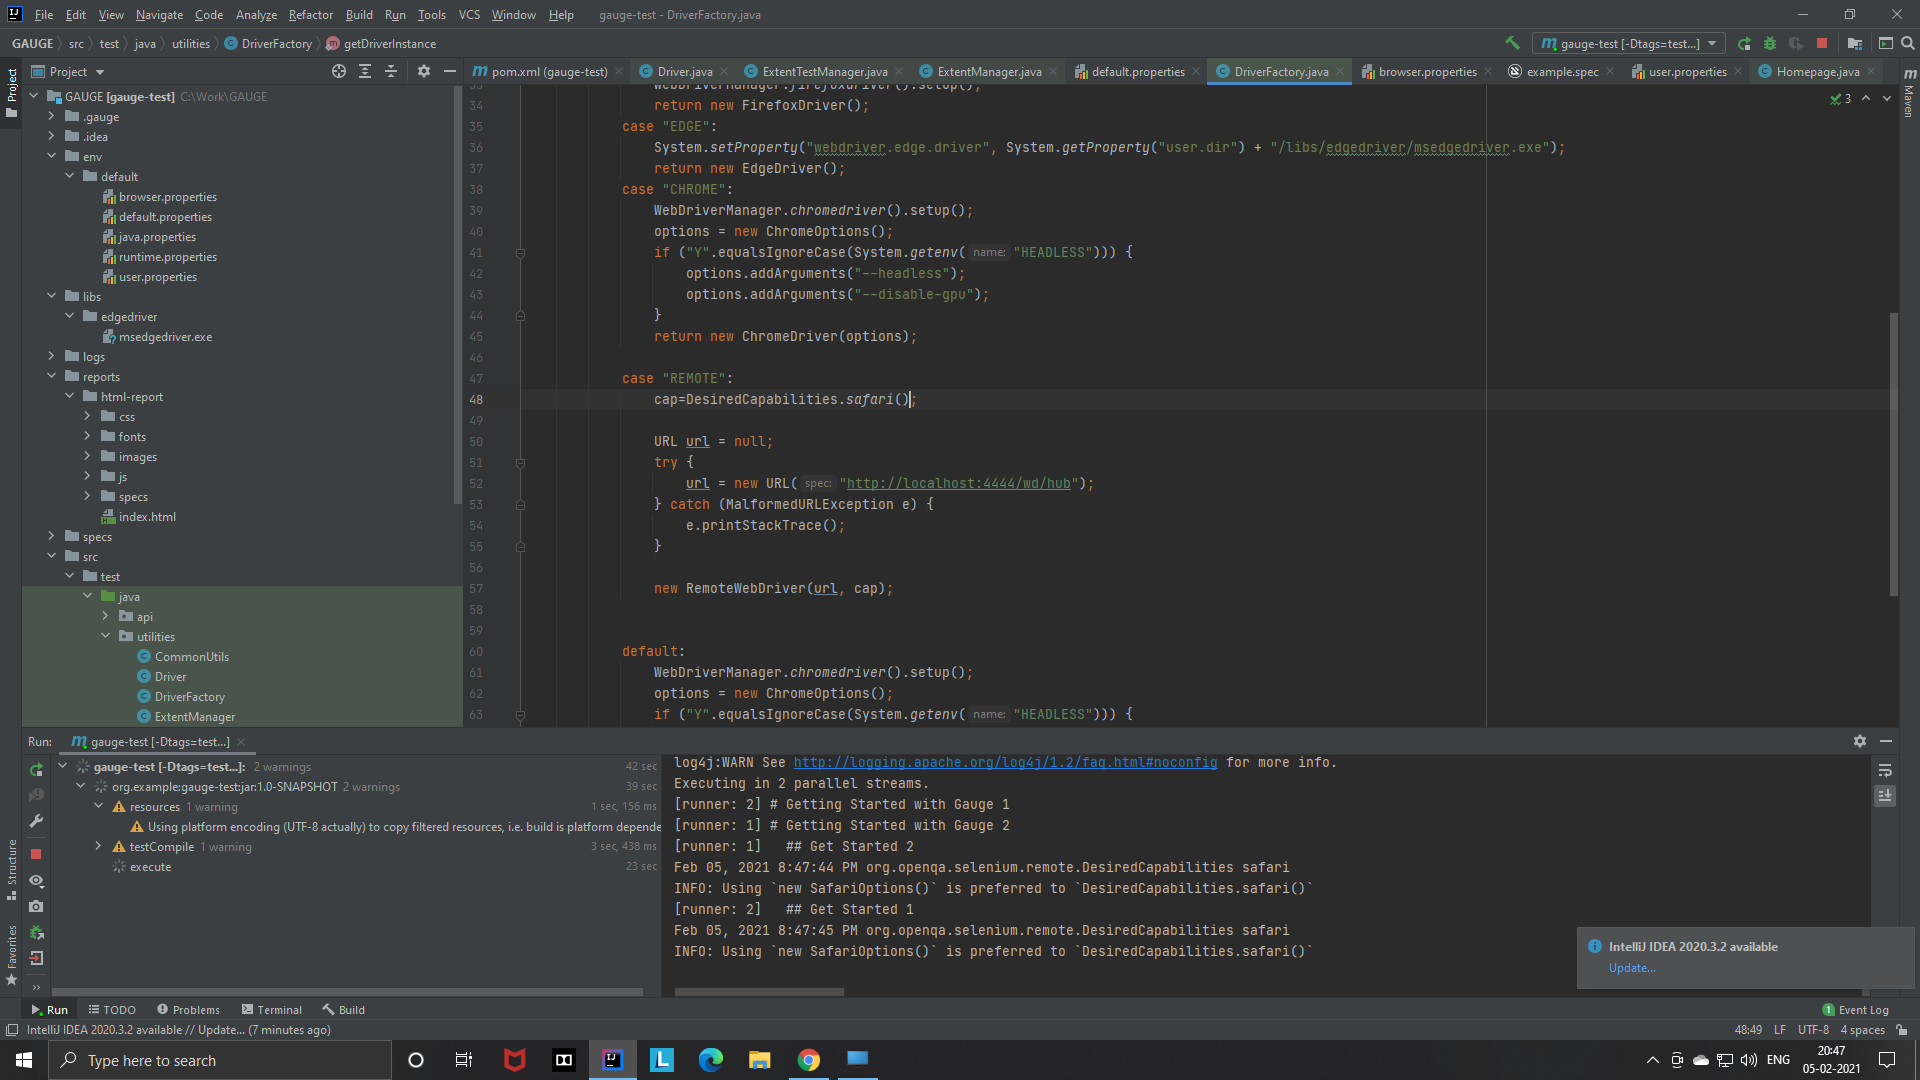 File Edit View Navigate Code Analyze Refactor Build Run Tools VCS Window Help gauge-test - DriverFactory.java
GAUGE src test java utilities DriverFactory getDriverInstance
gauge-test [-Dtags=test...]
Project
pom.xml (gauge-test) Driver.java ExtentTestManager.java ExtentManager.java default.properties DriverFactory.java browser.properties example.spec user.properties Homepage.java
Project
Maven
GAUGE [gauge-test] C:\Work\GAUGE
.gauge
.idea
env
default
browser.properties
default.properties
java.properties
runtime.properties
user.properties
libs
edgedriver
msedgedriver.exe
logs
reports
html-report
css
fonts
images
js
specs
index.html
specs
src
test
java
api
utilities
CommonUtils
Driver
DriverFactory
ExtentManager
3
33 WebDriverManager.firefoxdriver().setup();
34 return new FirefoxDriver();
35 case "EDGE":
36 System.setProperty("webdriver.edge.driver", System.getProperty("user.dir") + "/libs/edgedriver/msedgedriver.exe");
37 return new EdgeDriver();
38 case "CHROME":
39 WebDriverManager.chromedriver().setup();
40 options = new ChromeOptions();
41 if ("Y".equalsIgnoreCase(System.getenv( name: "HEADLESS"))) {
42 options.addArguments("--headless");
43 options.addArguments("--disable-gpu");
44 }
45 return new ChromeDriver(options);
46
47 case "REMOTE":
48 cap=DesiredCapabilities.safari();
49
50 URL url = null;
51 try {
52 url = new URL( spec: "http://localhost:4444/wd/hub");
53 } catch (MalformedURLException e) {
54 e.printStackTrace();
55 }
56
57 new RemoteWebDriver(url, cap);
58
59
60 default:
61 WebDriverManager.chromedriver().setup();
62 options = new ChromeOptions();
63 if ("Y".equalsIgnoreCase(System.getenv( name: "HEADLESS"))) {
Run: gauge-test [-Dtags=test...]
gauge-test [-Dtags=test...]: 2 warnings 42 sec
org.example:gauge-test:jar:1.0-SNAPSHOT 2 warnings 39 sec
resources 1 warning 1 sec, 156 ms
Using platform encoding (UTF-8 actually) to copy filtered resources, i.e. build is platform depende
testCompile 1 warning 3 sec, 438 ms
execute 23 sec
log4j:WARN See http://logging.apache.org/log4j/1.2/faq.html#noconfig for more info.
Executing in 2 parallel streams.
[runner: 2] # Getting Started with Gauge 1
[runner: 1] # Getting Started with Gauge 2
[runner: 1] ## Get Started 2
Feb 05, 2021 8:47:44 PM org.openqa.selenium.remote.DesiredCapabilities safari
INFO: Using `new SafariOptions()` is preferred to `DesiredCapabilities.safari()`
[runner: 2] ## Get Started 1
Feb 05, 2021 8:47:45 PM org.openqa.selenium.remote.DesiredCapabilities safari
INFO: Using `new SafariOptions()` is preferred to `DesiredCapabilities.safari()`
Structure
Favorites
IntelliJ IDEA 2020.3.2 available
Update...
Run TODO Problems Terminal Build 1 Event Log
IntelliJ IDEA 2020.3.2 available // Update... (7 minutes ago) 48:49 LF UTF-8 4 spaces
Type here to search
ENG
20:47
05-02-2021